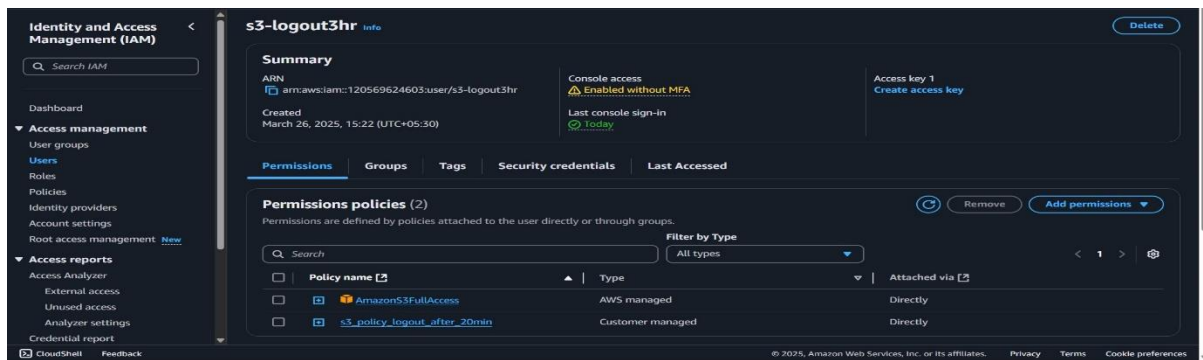 Identity and Access Management (IAM)
Search IAM
Dashboard
Access management
User groups
Users
Roles
Policies
Identity providers
Account settings
Root access management New
Access reports
Access Analyzer
External access
Unused access
Analyzer settings
Credential report
s3-logout3hr Info
Delete
Summary
ARN
arn:aws:iam::120569624603:user/s3-logout3hr
Console access
Enabled without MFA
Access key 1
Create access key
Created
March 26, 2025, 15:22 (UTC+05:30)
Last console sign-in
Today
Permissions Groups Tags Security credentials Last Accessed
Permissions policies (2)
Remove
Add permissions
Permissions are defined by policies attached to the user directly or through groups.
Filter by Type
Search
All types
1
Policy name Type Attached via
AmazonS3FullAccess AWS managed Directly
s3_policy_logout_after_20min Customer managed Directly
CloudShell Feedback © 2025, Amazon Web Services, Inc. or its affiliates. Privacy Terms Cookie preferences